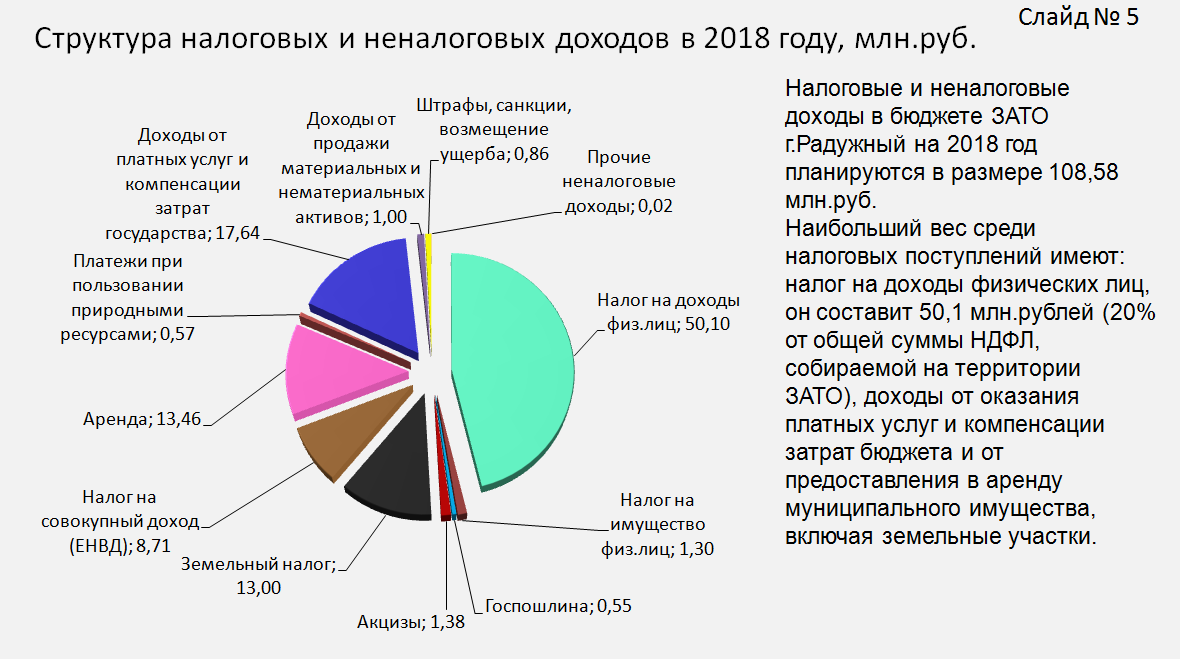 Слайд № 5
Структура налоговых и неналоговых доходов в 2018 году, млн.руб.
Штрафы, санкции,
возмещение
ущерба; 0,86
Доходы от
продажи
материальных и
нематериальных
активов; 1,00
Доходы от
платных услуг и
компенсации
затрат
государства; 17,64
Прочие
неналоговые
доходы; 0,02
Платежи при
пользовании
природными
ресурсами; 0,57
Налог на доходы
физ.лиц; 50,10
Аренда; 13,46
Налог на
совокупный доход
(ЕНВД); 8,71
Налог на
имущество
физ.лиц; 1,30
Земельный налог;
13,00
Госпошлина; 0,55
Акцизы; 1,38
Налоговые и неналоговые
доходы в бюджете ЗАТО
г.Радужный на 2018 год
планируются в размере 108,58
млн.руб.
Наибольший вес среди
налоговых поступлений имеют:
налог на доходы физических лиц,
он составит 50,1 млн.рублей (20%
от общей суммы НДФЛ,
собираемой на территории
ЗАТО), доходы от оказания
платных услуг и компенсации
затрат бюджета и от
предоставления в аренду
муниципального имущества,
включая земельные участки.